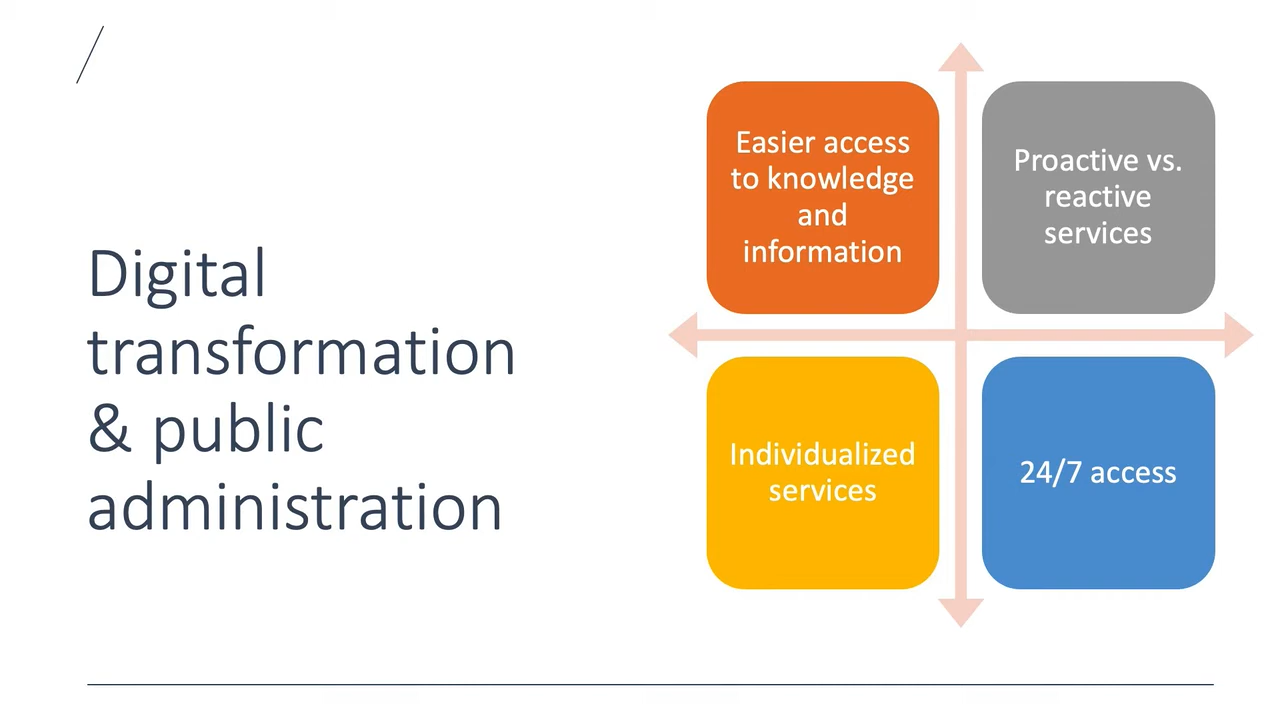 Digital
transformation
& public
administration
Easier access
to knowledge
and
information
Proactive vs.
reactive
services
Individualized
services
24/7 access